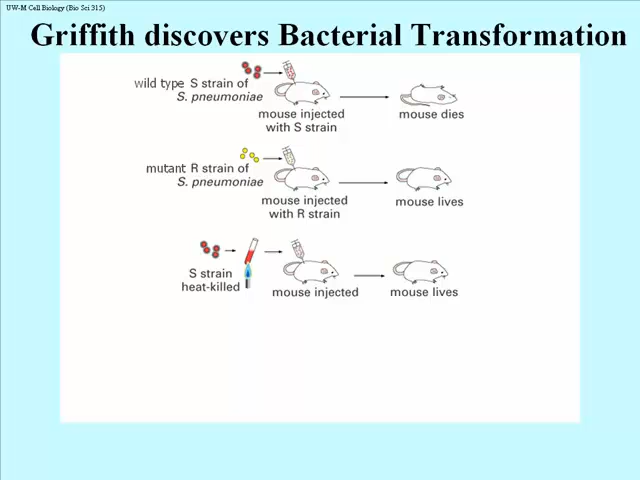 UW-M Cell Biology (Bio Sci 315)
Griffith discovers Bacterial Transformation
wild type S strain of
S. pneumoniae
mouse injected
with S strain
mouse dies
mutant R strain of
S. pneumoniae
mouse injected
with R strain
mouse lives
S strain
heat-killed
mouse injected
mouse lives